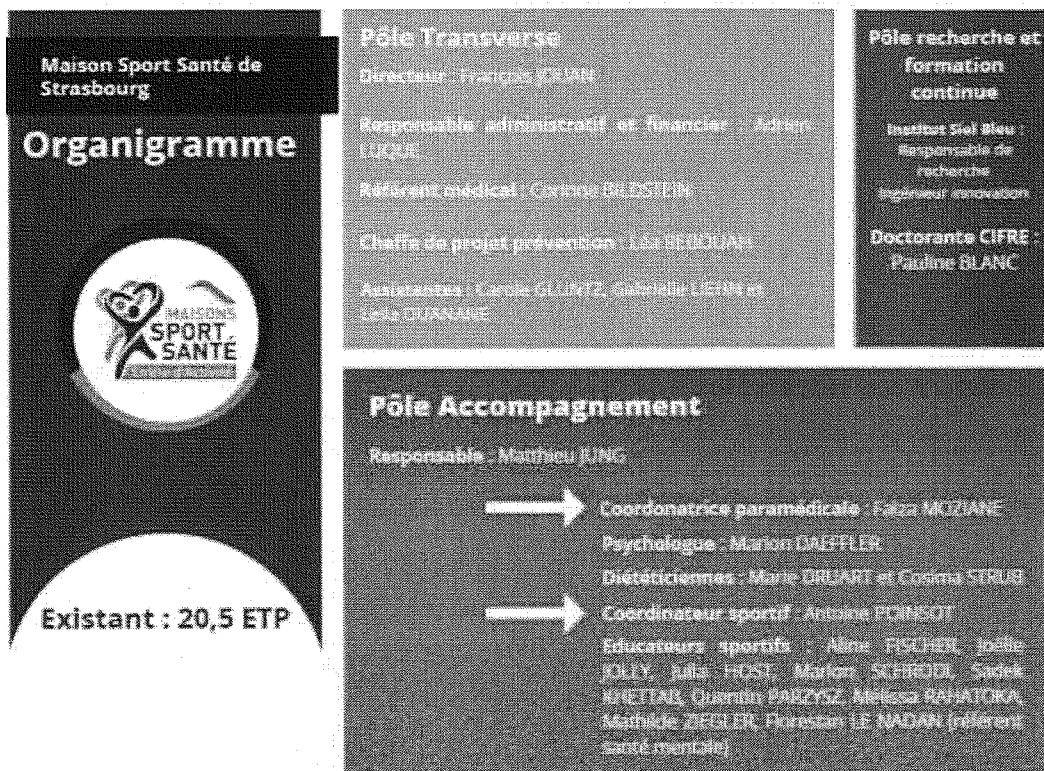 Maison Sport Santé de
Strasbourg
Organigramme
MAISONS
SPORT
SANTÉ
Existant : 20,5 ETP
Pôle Transverse
Directeur : François JOUAN
Responsable administratif et financier : Adrien
LUQUE
Référent médical : Corinne BILDSTEIN
Cheffe de projet prévention : Léa
Assistantes : Carole GLUNTZ, Gabrielle et
Leila OUANANE
Pôle recherche et
formation
continue
Institut Siel Bleu :
Responsable de
recherche
Ingénieur innovation
Doctorante CIFRE :
Pauline BLANC
Pôle Accompagnement
Responsable : Matthieu JUNG
Coordonatrice paramédicale : Faiza MOZIANE
Psychologue : Marion DAEFFLER
Diététiciennes : Marie DRUART et Cosima STRUB
Coordinateur sportif : Antoine POINSOT
Educateurs sportifs : Aline FISCHER, Joëlle
JOLLY, Julia HOST, Marion SCHRODI, Sadek
KHETTAB, Quentin PARZYSZ, Mélissa RAHATOKA,
Mathilde ZIEGLER, Florestan LE NADAN (référent
santé mentale)